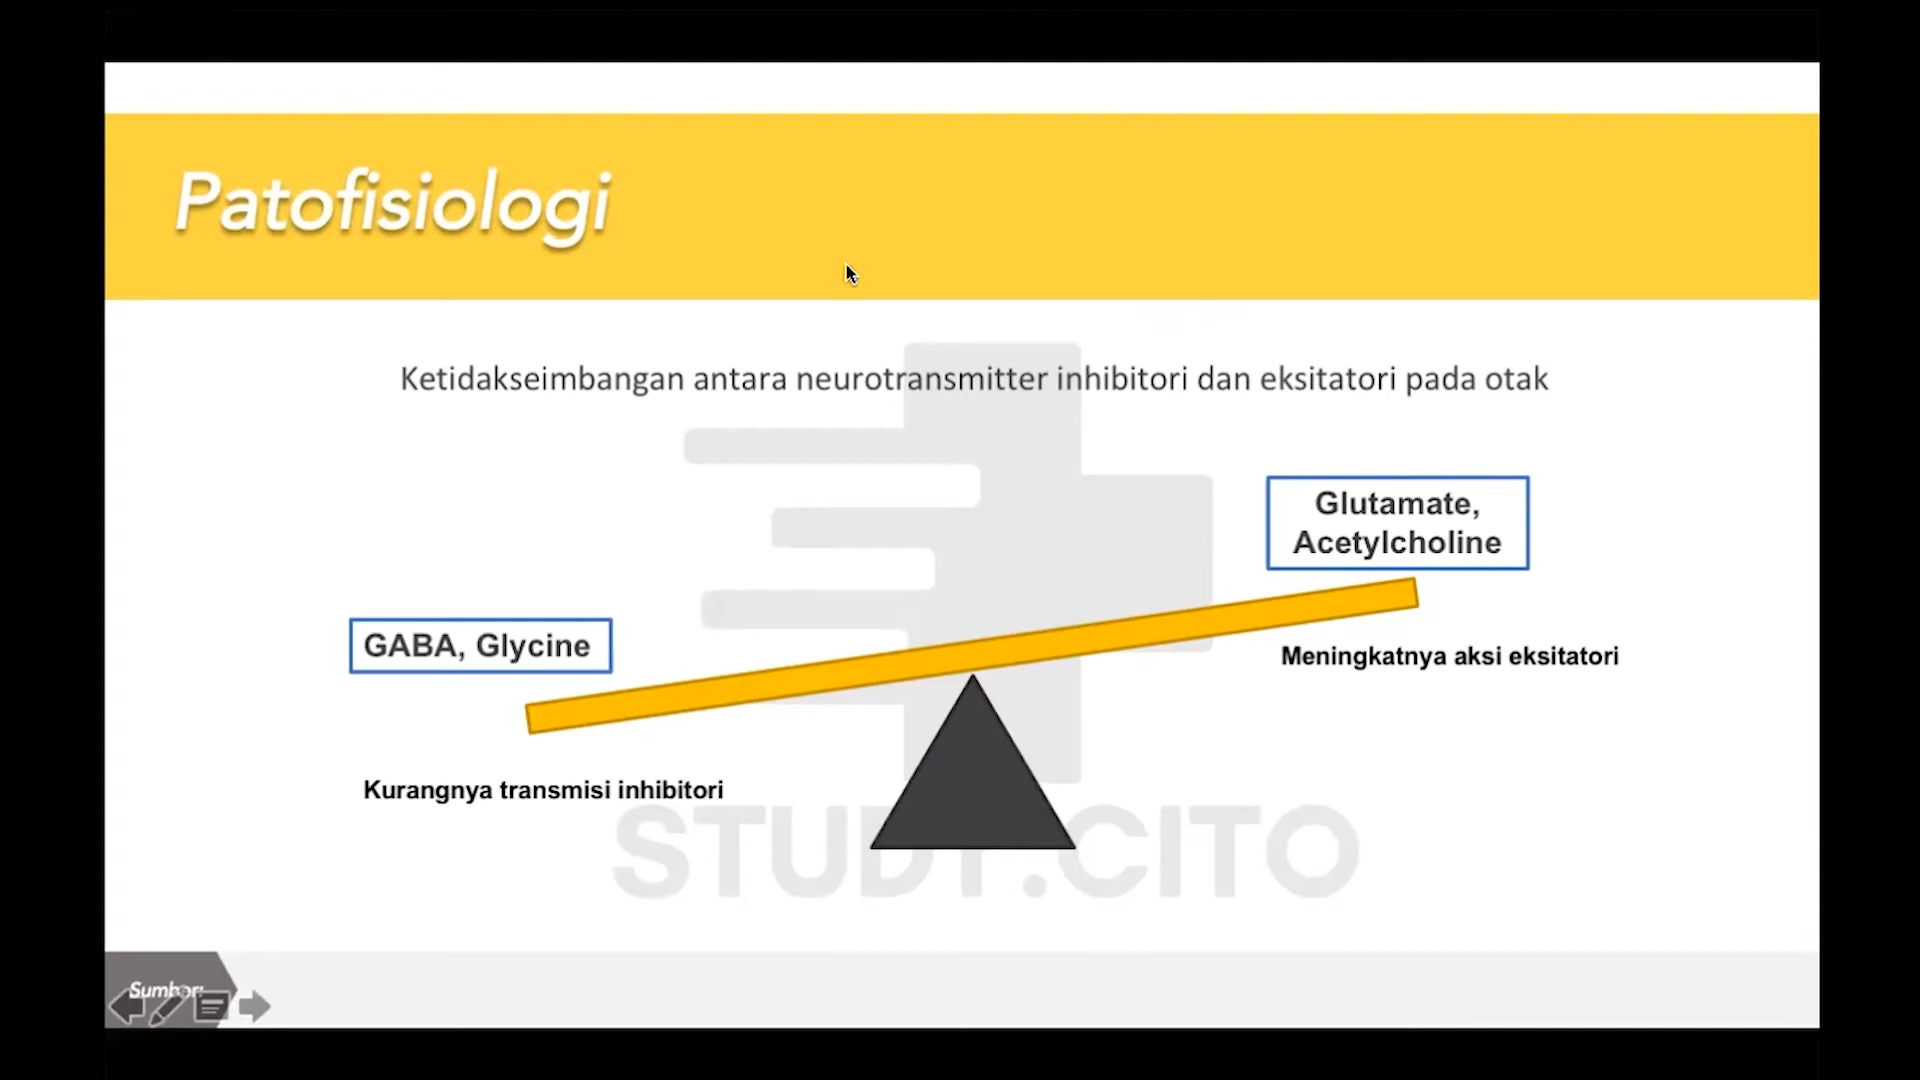 Patofisiologi
Ketidakseimbangan antara neurotransmitter inhibitori dan eksitatori pada otak
Glutamate,
Acetylcholine
GABA, Glycine
Meningkatnya aksi eksitatori
Kurangnya transmisi inhibitori
STUDY.CITO
Sumber: